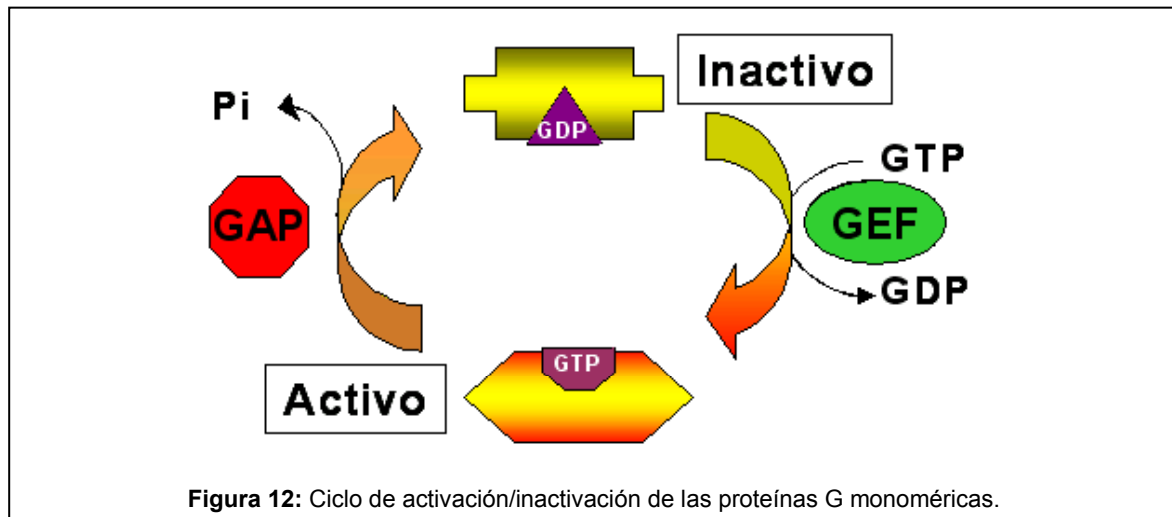 Inactivo
Pi
GDP
GTP
GAP
GEF
GDP
GTP
Activo
Figura 12: Ciclo de activación/inactivación de las proteínas G monoméricas.